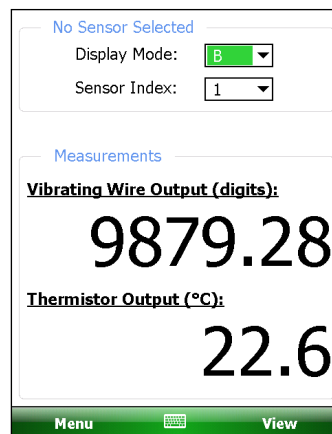 No Sensor Selected
Display Mode: B
Sensor Index: 1
Measurements
Vibrating Wire Output (digits):
9879.28
Thermistor Output (°C):
22.6
Menu View